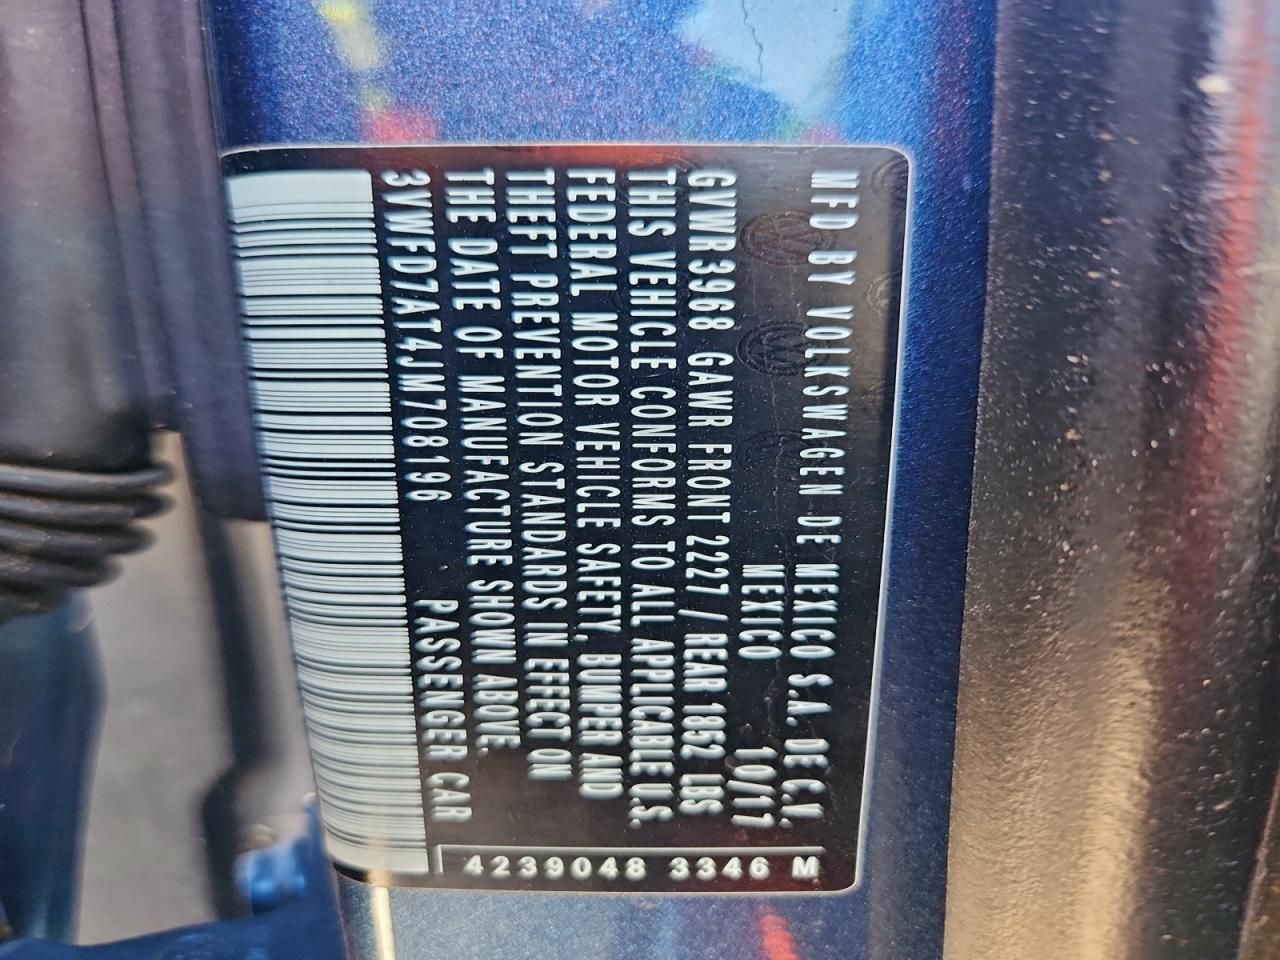 MFD BY VOLKSWAGEN DE MEXICO S.A. DE C.V.
MEXICO 10/17
GVWR 3968 GAWR FRONT 2227 / REAR 1852 LBS
THIS VEHICLE CONFORMS TO ALL APPLICABLE U.S.
FEDERAL MOTOR VEHICLE SAFETY, BUMPER AND
THEFT PREVENTION STANDARDS IN EFFECT ON
THE DATE OF MANUFACTURE SHOWN ABOVE.
3VWFD7AT4JM708196 PASSENGER CAR
4239048 3346 M